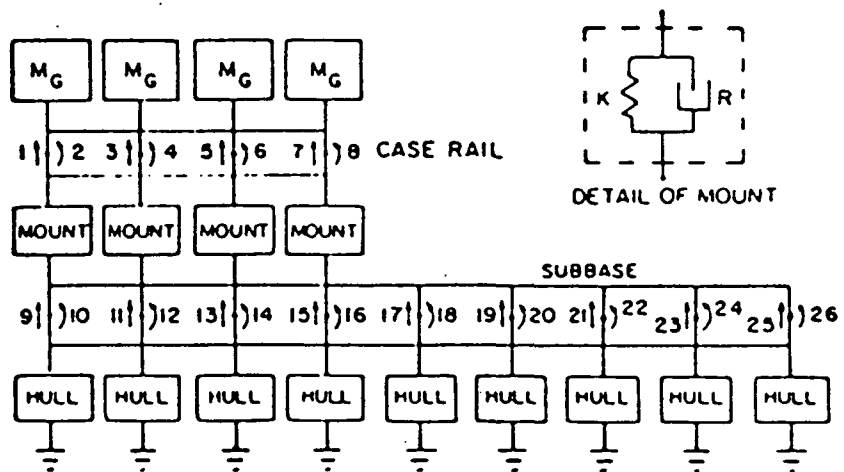 M_G M_G M_G M_G
K R
1 2 3 4 5 6 7 8 CASE RAIL
DETAIL OF MOUNT
MOUNT MOUNT MOUNT MOUNT
SUBBASE
9 10 11 12 13 14 15 16 17 18 19 20 21 22 23 24 25 26
HULL HULL HULL HULL HULL HULL HULL HULL HULL